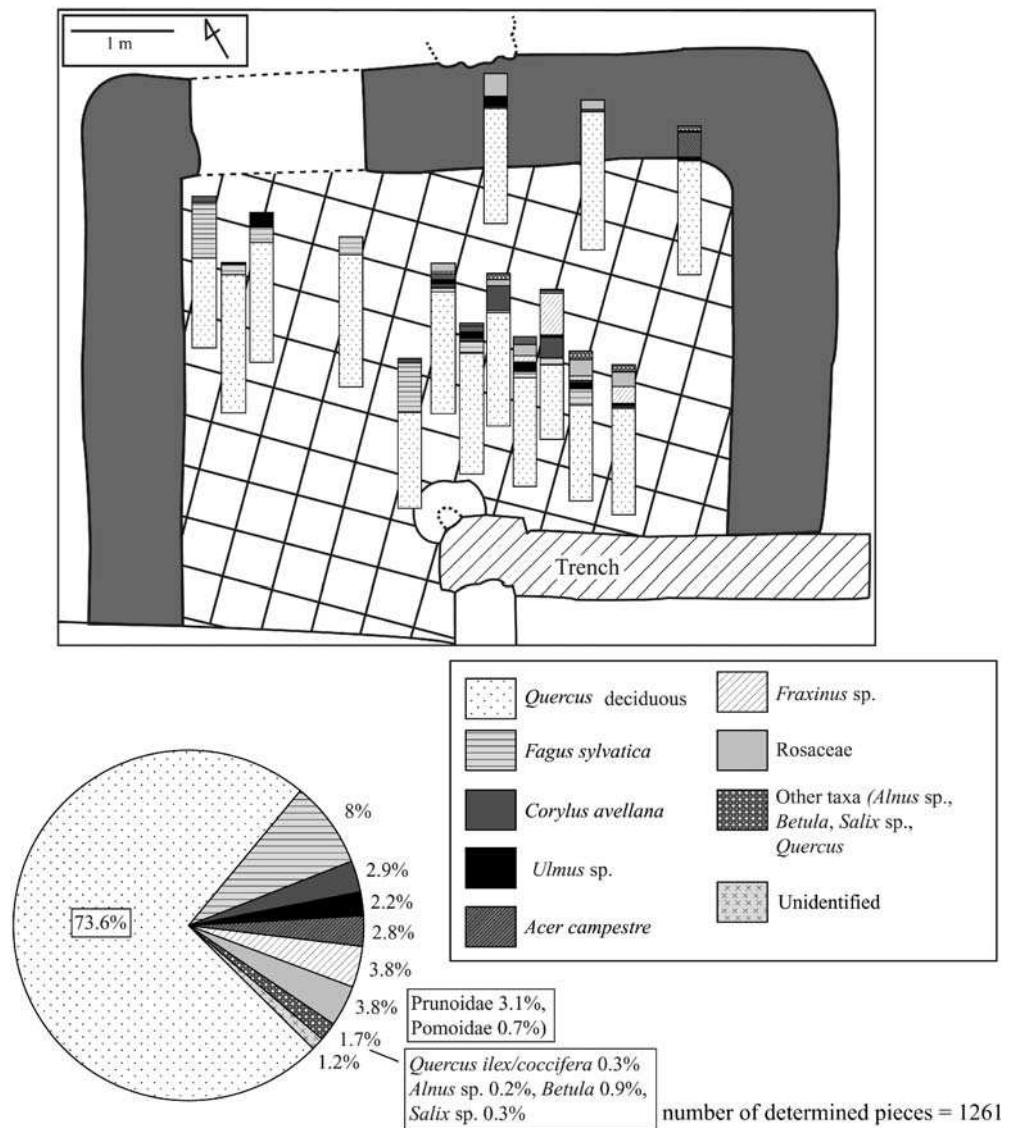 1 m
Trench
Quercus deciduous
Fagus sylvatica
Corylus avellana
Ulmus sp.
Acer campestre
Fraxinus sp.
Rosaceae
Other taxa (Alnus sp.,
Betula, Salix sp.,
Quercus
Unidentified
73.6%
8%
2.9%
2.2%
2.8%
3.8%
3.8%
1.7%
1.2%
Prunoidae 3.1%,
Pomoidae 0.7%)
Quercus ilex/coccifera 0.3%
Alnus sp. 0.2%, Betula 0.9%,
Salix sp. 0.3%
number of determined pieces = 1261